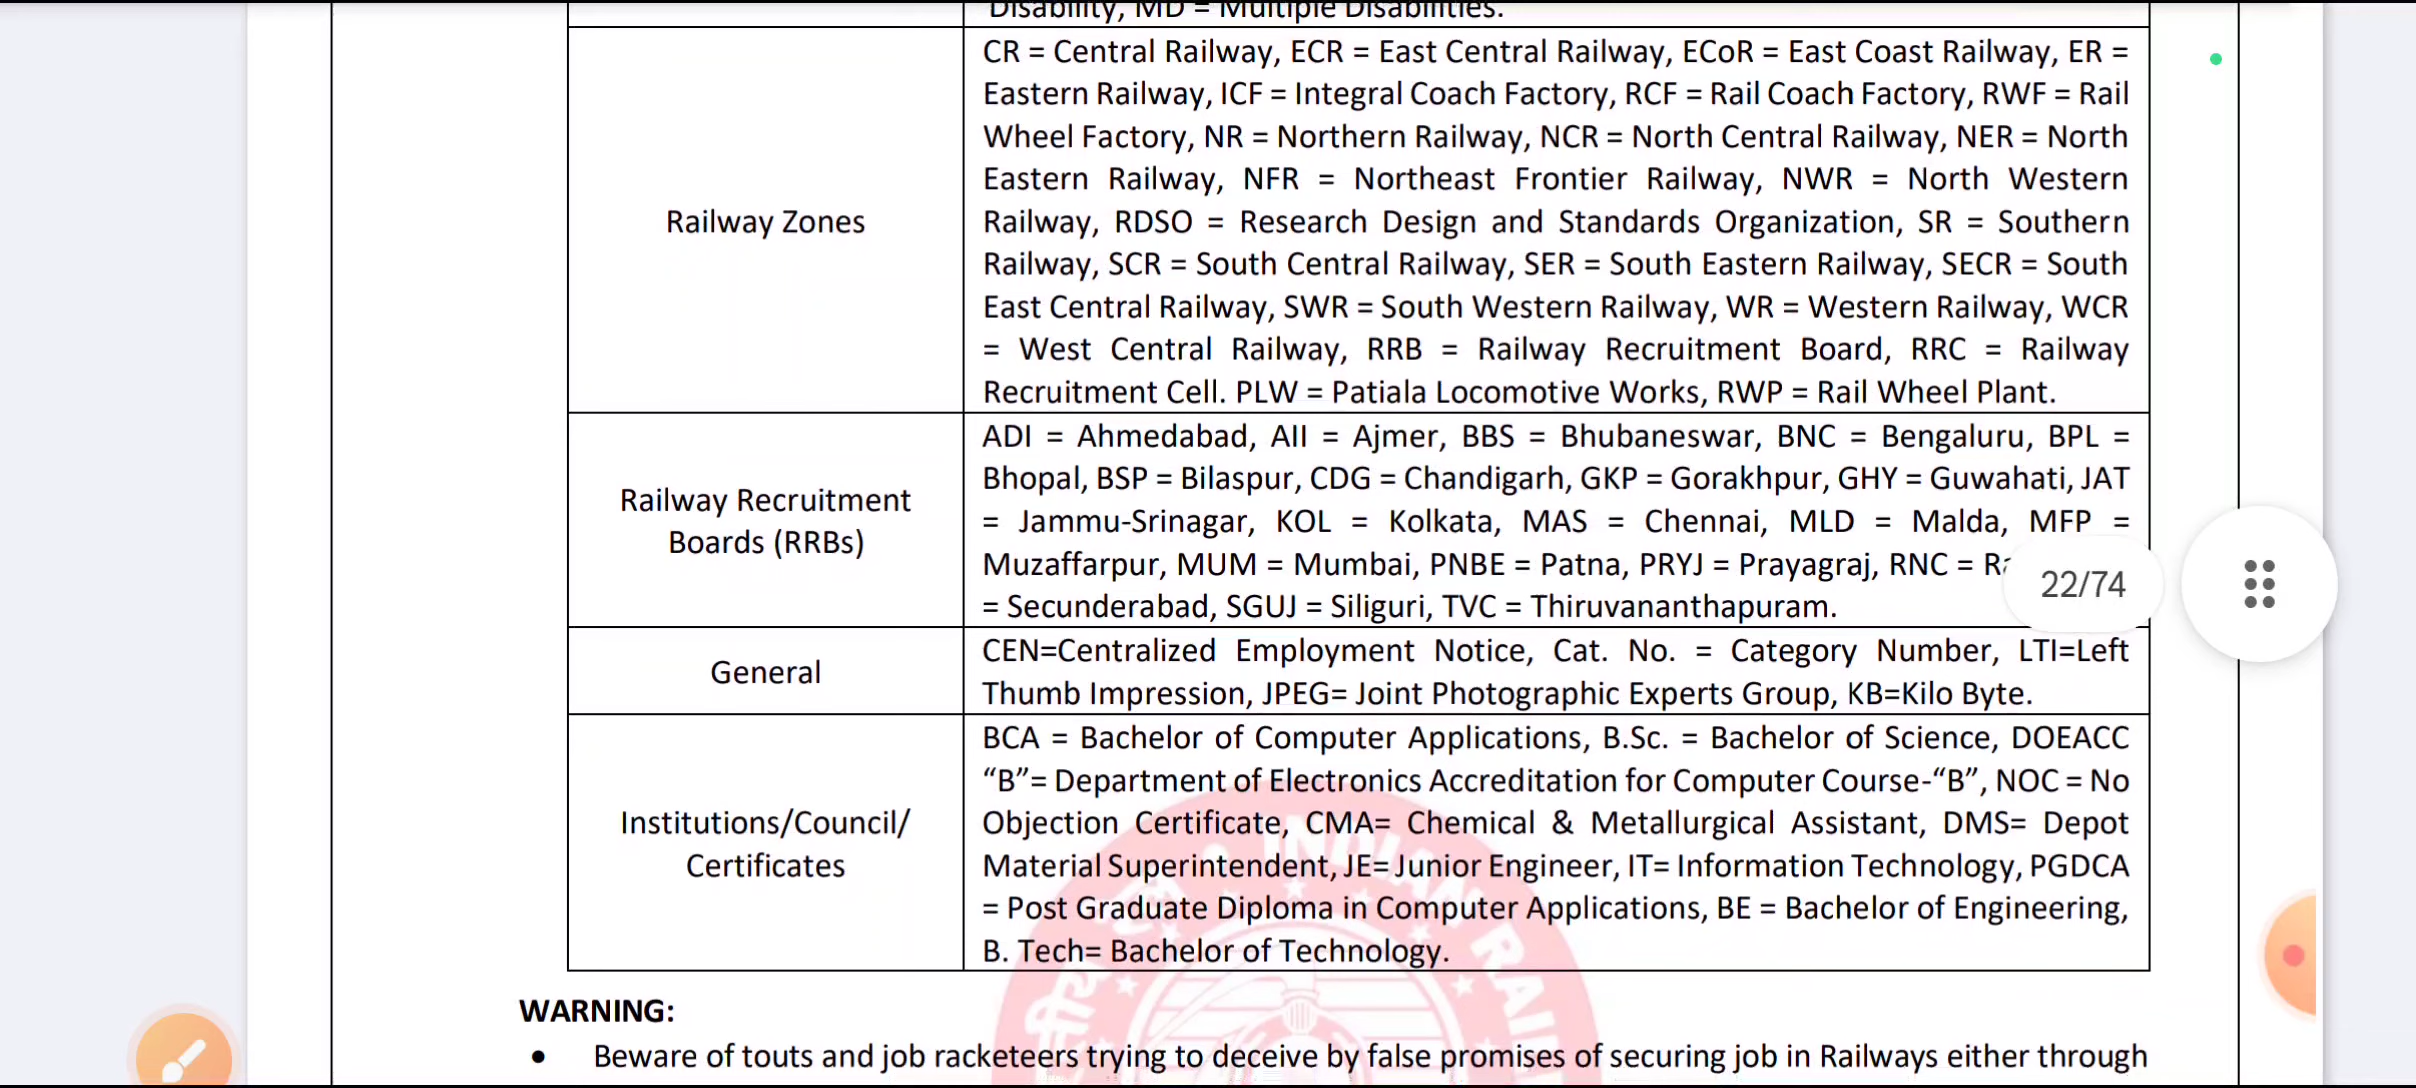 Disability, MD = Multiple Disabilities.
Railway Zones
CR = Central Railway, ECR = East Central Railway, ECoR = East Coast Railway, ER =
Eastern Railway, ICF = Integral Coach Factory, RCF = Rail Coach Factory, RWF = Rail
Wheel Factory, NR = Northern Railway, NCR = North Central Railway, NER = North
Eastern Railway, NFR = Northeast Frontier Railway, NWR = North Western
Railway, RDSO = Research Design and Standards Organization, SR = Southern
Railway, SCR = South Central Railway, SER = South Eastern Railway, SECR = South
East Central Railway, SWR = South Western Railway, WR = Western Railway, WCR
= West Central Railway, RRB = Railway Recruitment Board, RRC = Railway
Recruitment Cell. PLW = Patiala Locomotive Works, RWP = Rail Wheel Plant.
Railway Recruitment
Boards (RRBs)
ADI = Ahmedabad, AII = Ajmer, BBS = Bhubaneswar, BNC = Bengaluru, BPL =
Bhopal, BSP = Bilaspur, CDG = Chandigarh, GKP = Gorakhpur, GHY = Guwahati, JAT
= Jammu-Srinagar, KOL = Kolkata, MAS = Chennai, MLD = Malda, MFP =
Muzaffarpur, MUM = Mumbai, PNBE = Patna, PRYJ = Prayagraj, RNC =
= Secunderabad, SGUJ = Siliguri, TVC = Thiruvananthapuram.
22/74
General
CEN=Centralized Employment Notice, Cat. No. = Category Number, LTI=Left
Thumb Impression, JPEG= Joint Photographic Experts Group, KB=Kilo Byte.
Institutions/Council/
Certificates
BCA = Bachelor of Computer Applications, B.Sc. = Bachelor of Science, DOEACC
“B”= Department of Electronics Accreditation for Computer Course-“B”, NOC = No
Objection Certificate, CMA= Chemical & Metallurgical Assistant, DMS= Depot
Material Superintendent, JE= Junior Engineer, IT= Information Technology, PGDCA
= Post Graduate Diploma in Computer Applications, BE = Bachelor of Engineering,
B. Tech= Bachelor of Technology.
INDIAN RAIL
WARNING:
• Beware of touts and job racketeers trying to deceive by false promises of securing job in Railways either through